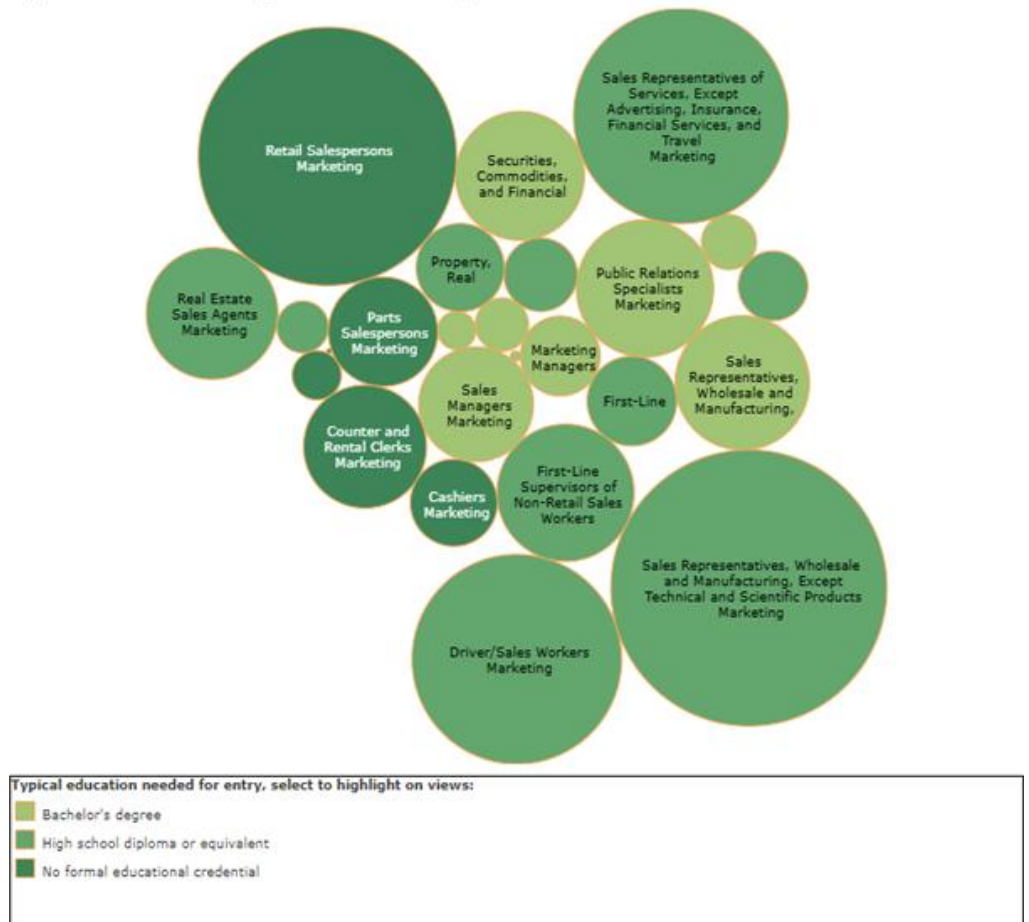 Sales Representatives of
Services, Except
Advertising, Insurance,
Financial Services, and
Travel
Marketing
Retail Salespersons
Marketing
Securities,
Commodities,
and Financial
Property,
Real
Public Relations
Specialists
Marketing
Real Estate
Sales Agents
Marketing
Parts
Salespersons
Marketing
Marketing
Managers
Sales
Representatives,
Wholesale and
Manufacturing,
Sales
Managers
Marketing
First-Line
Counter and
Rental Clerks
Marketing
Cashiers
Marketing
First-Line
Supervisors of
Non-Retail Sales
Workers
Sales Representatives, Wholesale
and Manufacturing, Except
Technical and Scientific Products
Marketing
Driver/Sales Workers
Marketing
Typical education needed for entry, select to highlight on views:
Bachelor's degree
High school diploma or equivalent
No formal educational credential